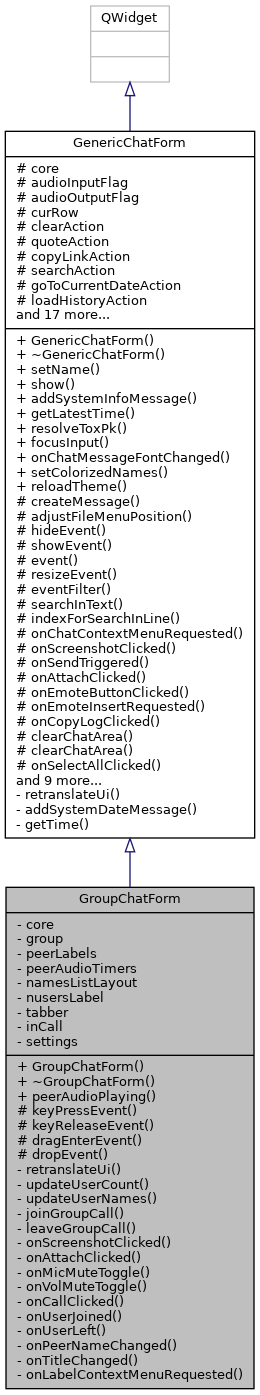 QWidget
GenericChatForm
# core
# audioInputFlag
# audioOutputFlag
# curRow
# clearAction
# quoteAction
# copyLinkAction
# searchAction
# goToCurrentDateAction
# loadHistoryAction
and 17 more...
+ GenericChatForm()
+ ~GenericChatForm()
+ setName()
+ show()
+ addSystemInfoMessage()
+ getLatestTime()
+ resolveToxPk()
+ focusInput()
+ onChatMessageFontChanged()
+ setColorizedNames()
+ reloadTheme()
# createMessage()
# adjustFileMenuPosition()
# hideEvent()
# showEvent()
# event()
# resizeEvent()
# eventFilter()
# searchInText()
# indexForSearchInLine()
# onChatContextMenuRequested()
# onScreenshotClicked()
# onSendTriggered()
# onAttachClicked()
# onEmoteButtonClicked()
# onEmoteInsertRequested()
# onCopyLogClicked()
# clearChatArea()
# clearChatArea()
# onSelectAllClicked()
and 9 more...
- retranslateUi()
- addSystemDateMessage()
- getTime()
GroupChatForm
- core
- group
- peerLabels
- peerAudioTimers
- namesListLayout
- nusersLabel
- tabber
- inCall
- settings
+ GroupChatForm()
+ ~GroupChatForm()
+ peerAudioPlaying()
# keyPressEvent()
# keyReleaseEvent()
# dragEnterEvent()
# dropEvent()
- retranslateUi()
- updateUserCount()
- updateUserNames()
- joinGroupCall()
- leaveGroupCall()
- onScreenshotClicked()
- onAttachClicked()
- onMicMuteToggle()
- onVolMuteToggle()
- onCallClicked()
- onUserJoined()
- onUserLeft()
- onPeerNameChanged()
- onTitleChanged()
- onLabelContextMenuRequested()